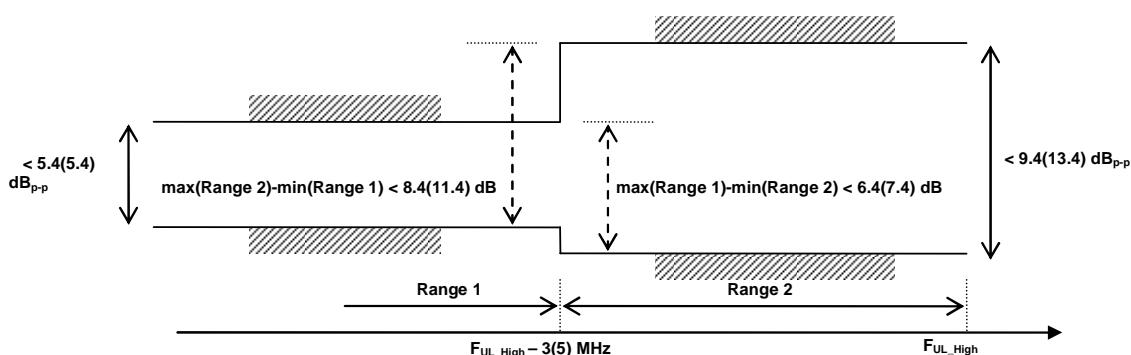 < 5.4(5.4)
dBp-p
max(Range 2)-min(Range 1) < 8.4(11.4) dB
max(Range 1)-min(Range 2) < 6.4(7.4) dB
< 9.4(13.4) dBp-p
Range 1
Range 2
FUL_High – 3(5) MHz
FUL_High